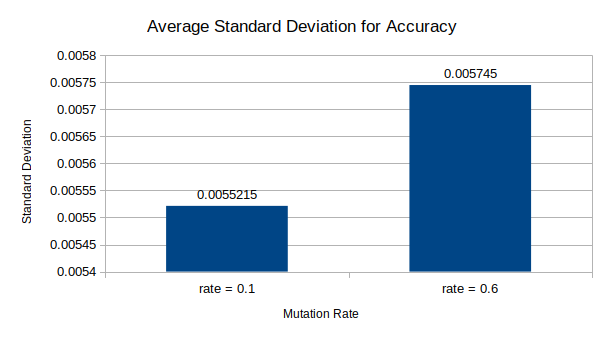 Average Standard Deviation for Accuracy
0.0058
0.00575
0.0057
0.00565
0.0056
0.00555
0.0055
0.00545
0.0054
Standard Deviation
0.0055215
0.005745
rate = 0.1
rate = 0.6
Mutation Rate